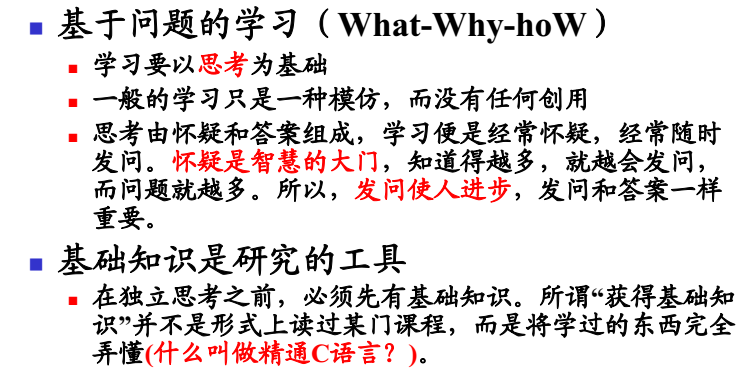 基于问题的学习（What-Why-hoW）
学习要以思考为基础
一般的学习只是一种模仿，而没有任何创用
思考由怀疑和答案组成，学习便是经常怀疑，经常随时
发问。怀疑是智慧的大门，知道得越多，就越会发问，
而问题就越多。所以，发问使人进步，发问和答案一样
重要。
基础知识是研究的工具
在独立思考之前，必须先有基础知识。所谓“获得基础知
识”并不是形式上读过某门课程，而是将学过的东西完全
弄懂(什么叫做精通C语言？)。